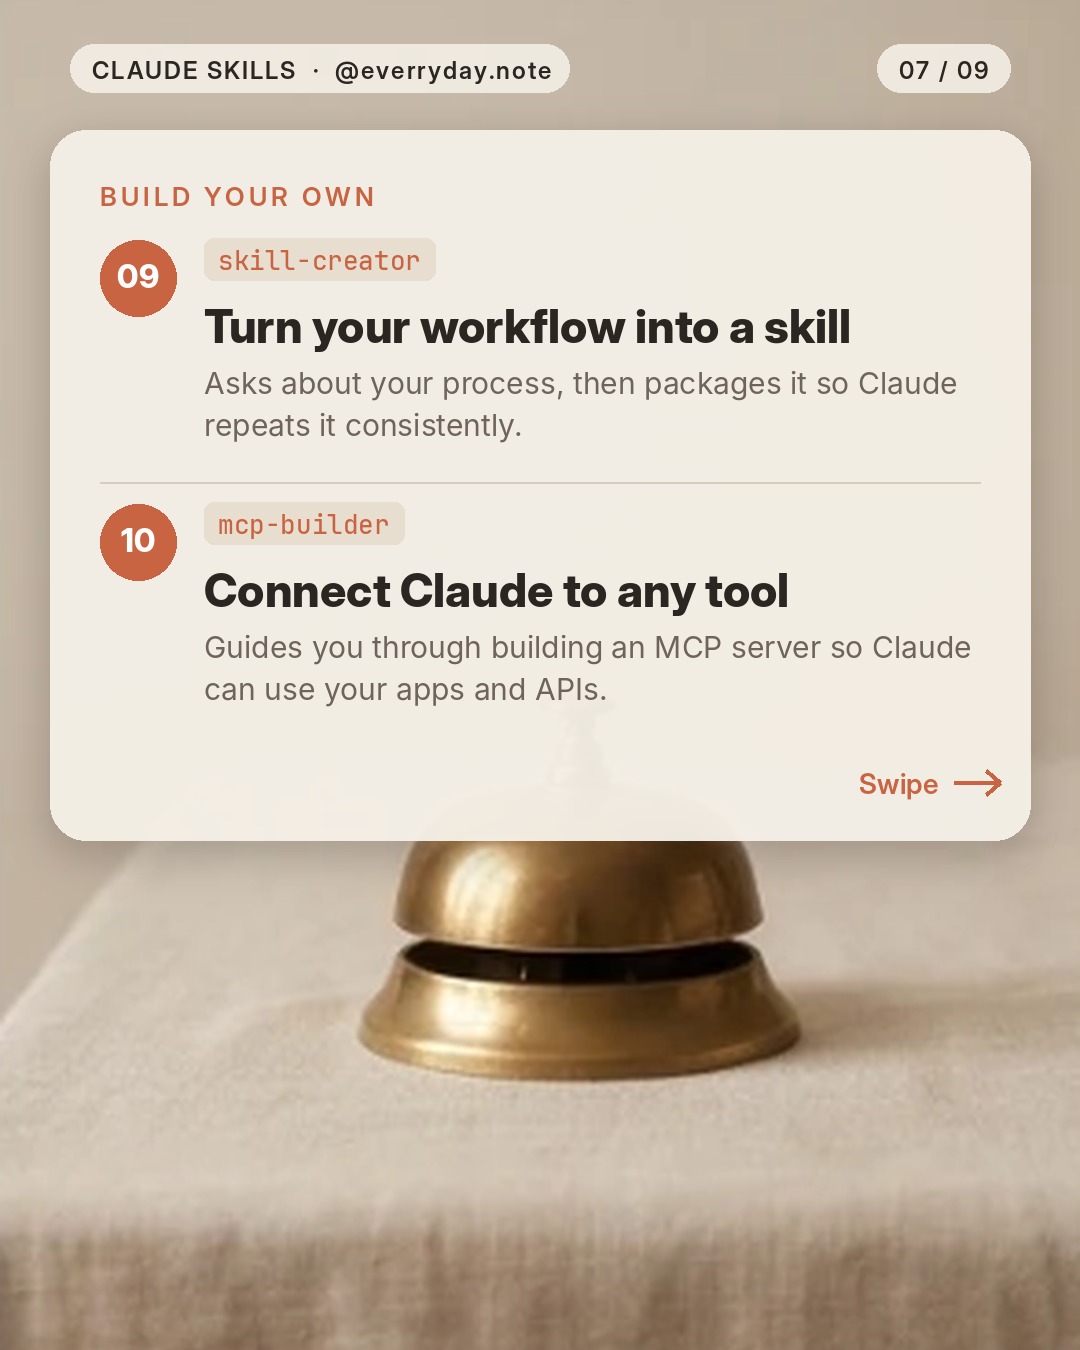 CLAUDE SKILLS · @everryday.note
07 / 09
BUILD YOUR OWN
09
skill-creator
Turn your workflow into a skill
Asks about your process, then packages it so Claude
repeats it consistently.
10
mcp-builder
Connect Claude to any tool
Guides you through building an MCP server so Claude
can use your apps and APIs.
Swipe →